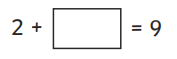 2 + = 9